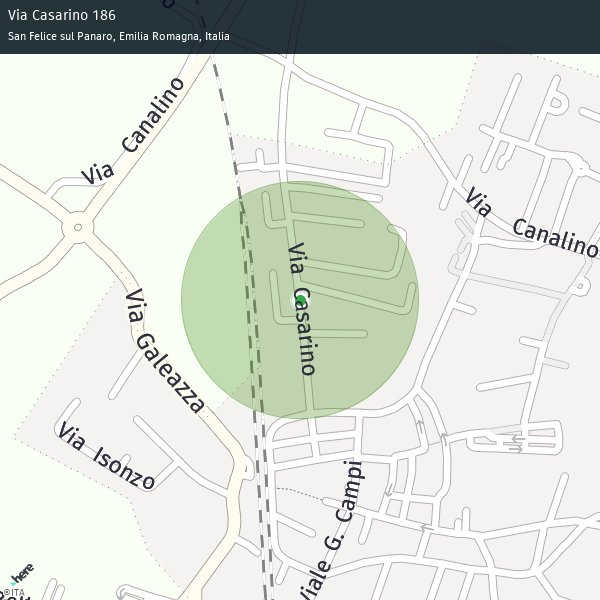 Via Casarino 186
San Felice sul Panaro, Emilia Romagna, Italia
Via Canalino
Via Canalino
Via Casarino
Via Galeazza
Via Isonzo
Viale G. Campi
here
©ITA